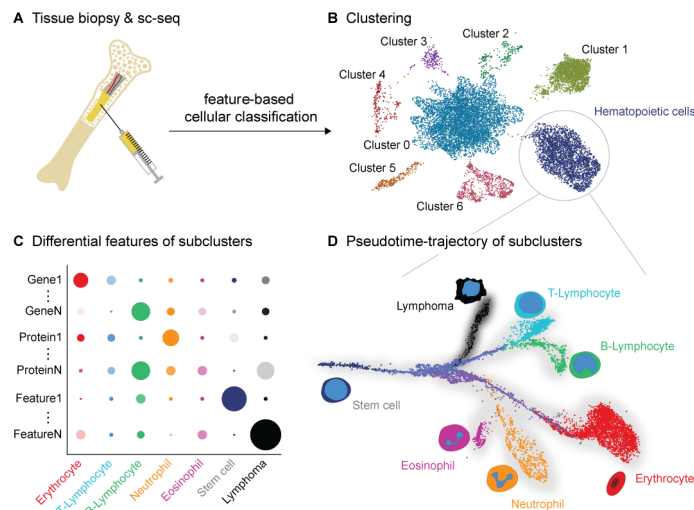 A Tissue biopsy & sc-seq
feature-based
cellular classification
B Clustering
Cluster 2
Cluster 3
Cluster 1
Cluster 4
Hematopoietic cells
Cluster 0
Cluster 5
Cluster 6
C Differential features of subclusters
Gene1
GeneN
Protein1
ProteinN
Feature1
FeatureN
Erythrocyte
T-Lymphocyte
B-Lymphocyte
Neutrophil
Eosinophil
Stem cell
Lymphoma
D Pseudotime-trajectory of subclusters
T-Lymphocyte
Lymphoma
B-Lymphocyte
Stem cell
Eosinophil
Erythrocyte
Neutrophil